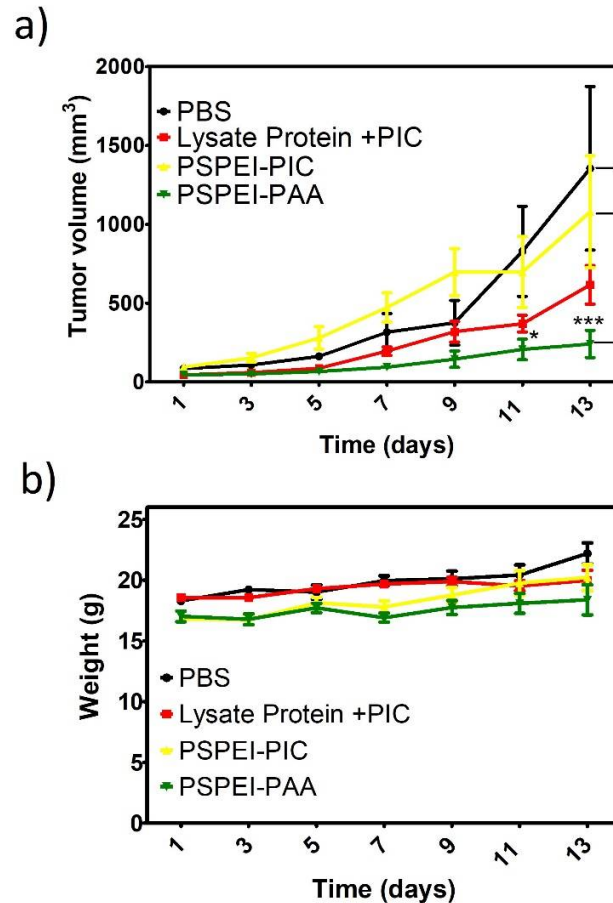 a)
2000
1500
1000
500
0
Tumor volume (mm³)
PBS
Lysate Protein +PIC
PSPEI-PIC
PSPEI-PAA
*
***
1 3 5 7 9 11 13
Time (days)
b)
25
20
15
10
5
0
Weight (g)
PBS
Lysate Protein +PIC
PSPEI-PIC
PSPEI-PAA
1 3 5 7 9 11 13
Time (days)